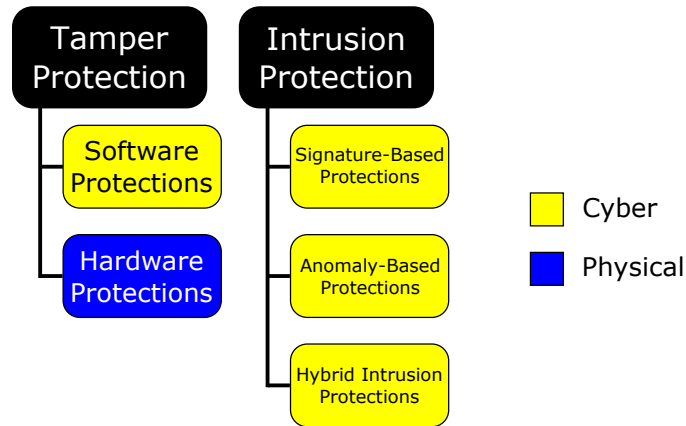 Tamper
Protection
Software
Protections
Hardware
Protections
Intrusion
Protection
Signature-Based
Protections
Anomaly-Based
Protections
Hybrid Intrusion
Protections
Cyber
Physical